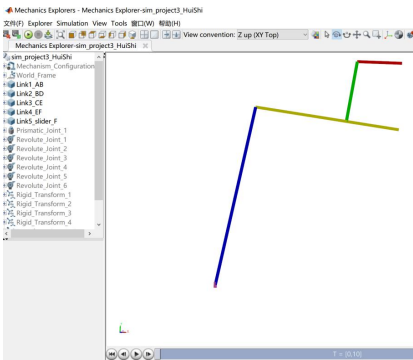 Mechanics Explorers - Mechanics Explorer-sim_project3_HuiShi
文件(F) Explorer Simulation View Tools 窗口(W) 帮助(H)
View convention: Z up (XY Top)
Mechanics Explorer-sim_project3_HuiShi
sim_project3_HuiShi
Mechanism_Configuration
World_Frame
Link1_AB
Link2_BD
Link3_CE
Link4_EF
Link5_slider_F
Prismatic_Joint_1
Revolute_Joint_1
Revolute_Joint_2
Revolute_Joint_3
Revolute_Joint_4
Revolute_Joint_5
Revolute_Joint_6
Rigid_Transform_1
Rigid_Transform_2
Rigid_Transform_3
Rigid_Transform_4
T = (0,10)